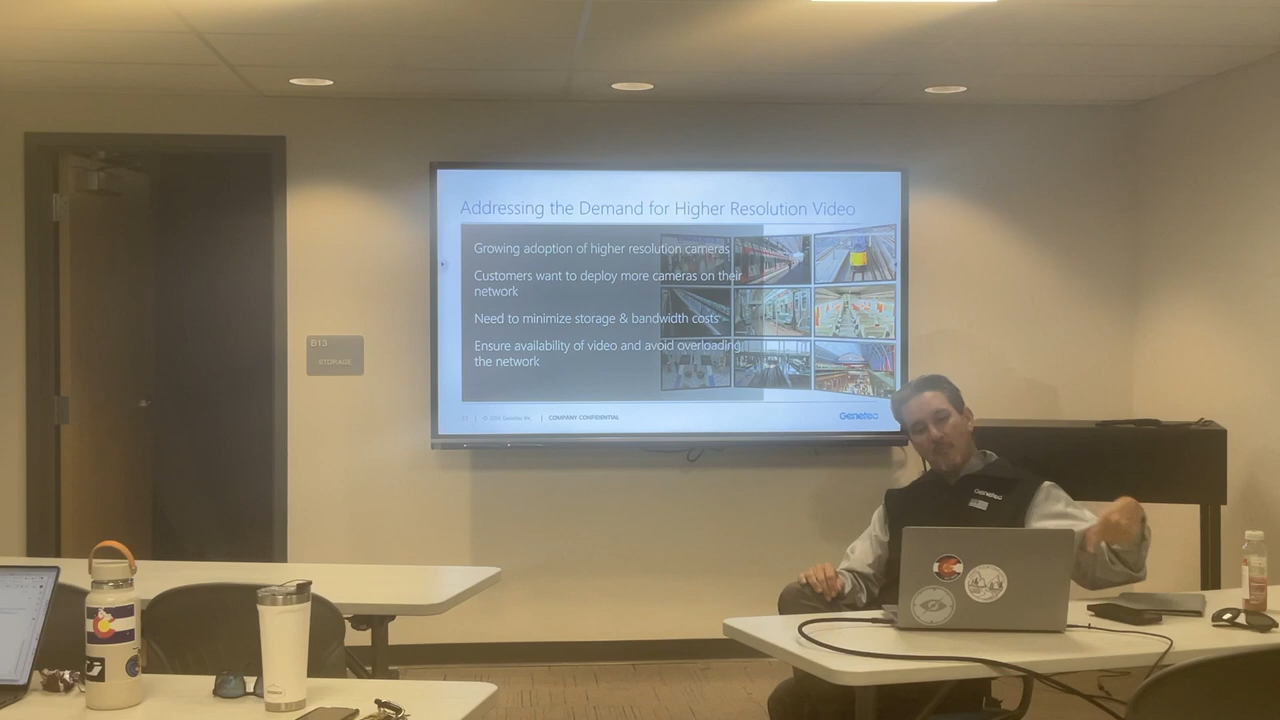 Addressing the Demand for Higher Resolution Video
Growing adoption of higher resolution cameras
Customers want to deploy more cameras on their
network
Need to minimize storage & bandwidth costs
Ensure availability of video and avoid overloading
the network
COMPANY CONFIDENTIAL
Genetec
B13
STORAGE
Genetec